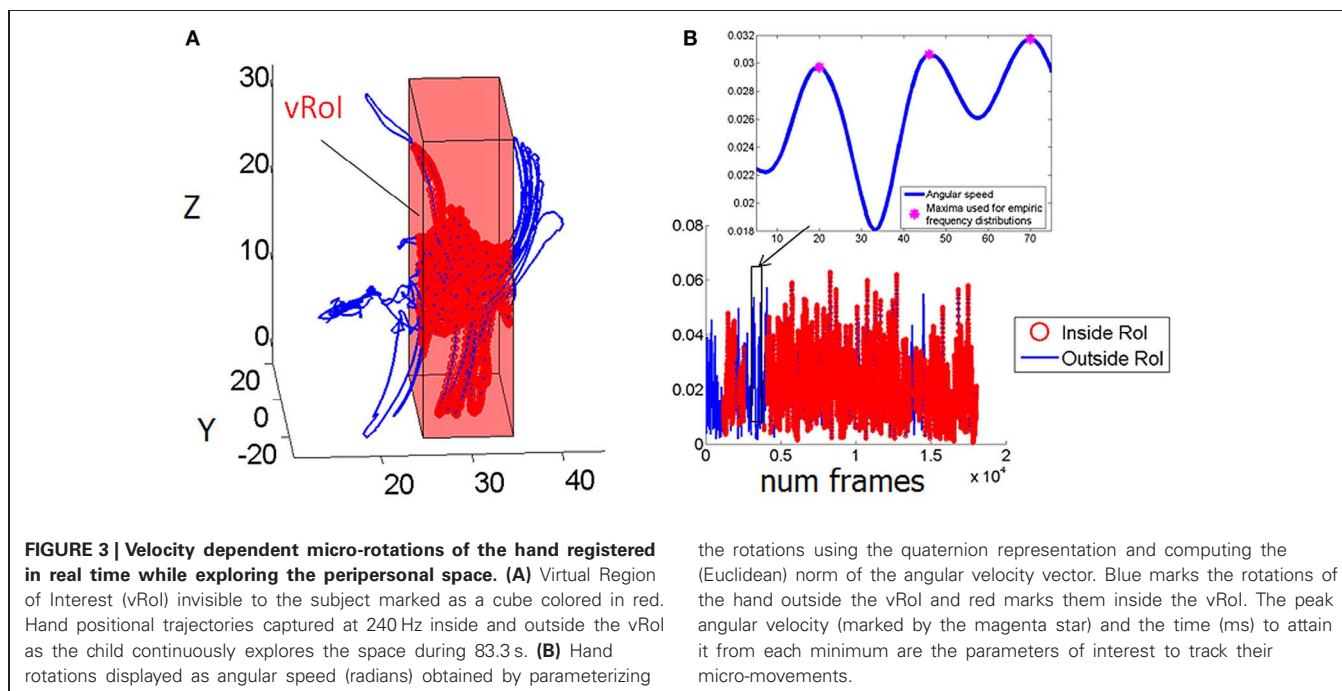 A
30
vRoI
20
Z
10
0
20
0
Y
-20
20
30
40
B
0.032
0.03
0.028
0.026
0.024
0.022
0.02
0.018
Angular speed
Maxima used for empiric
frequency distributions
10
20
30
40
50
60
70
0.08
0.06
0.04
0.02
0
0
0.5
1
1.5
2
x 10⁴
num frames
Inside RoI
Outside RoI
FIGURE 3 | Velocity dependent micro-rotations of the hand registered
in real time while exploring the peripersonal space. (A) Virtual Region
of Interest (vRoI) invisible to the subject marked as a cube colored in red.
Hand positional trajectories captured at 240 Hz inside and outside the vRoI
as the child continuously explores the space during 83.3 s. (B) Hand
rotations displayed as angular speed (radians) obtained by parameterizing
the rotations using the quaternion representation and computing the
(Euclidean) norm of the angular velocity vector. Blue marks the rotations of
the hand outside the vRoI and red marks them inside the vRoI. The peak
angular velocity (marked by the magenta star) and the time (ms) to attain
it from each minimum are the parameters of interest to track their
micro-movements.